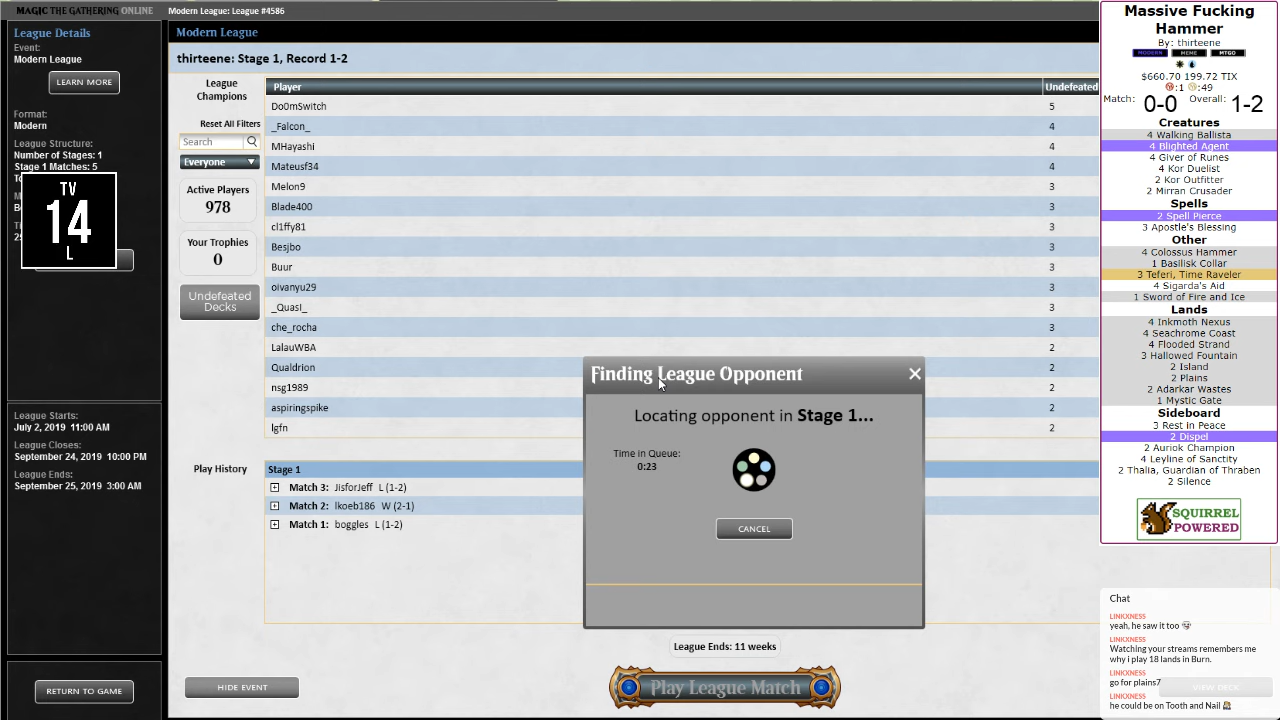 MAGIC THE GATHERING ONLINE
Modern League: League #4586
League Details
Event:
Modern League
LEARN MORE
Format:
Modern
League Structure:
Number of Stages: 1
Stage 1 Matches: 5
TV
14
L
League Starts:
July 2, 2019 11:00 AM
League Closes:
September 24, 2019 10:00 PM
League Ends:
September 25, 2019 3:00 AM
RETURN TO GAME
Modern League
thirteene: Stage 1, Record 1-2
League
Champions
Reset All Filters
Search
Everyone
Active Players
978
Your Trophies
0
Undefeated
Decks
Player Undefeated
Do0mSwitch 5
_Falcon_ 4
MHayashi 4
Mateusf34 4
Melon9 3
Blade400 3
cl1ffy81 3
Besjbo 3
Buur 3
oivanyu29 3
_Quasi_ 3
che_rocha 3
LalauWBA 2
Qualdrion 2
nsg1989 2
aspiringspike 2
lgfn 2
Finding League Opponent
Locating opponent in Stage 1...
Time in Queue:
0:23
CANCEL
Play History
Stage 1
Match 3: JisforJeff L (1-2)
Match 2: lkoeb186 W (2-1)
Match 1: boggles L (1-2)
HIDE EVENT
League Ends: 11 weeks
Play League Match
VIEW DECK
Massive Fucking
Hammer
By: thirteene
MODERN MEME MTGO
$660.70 199.72 TIX
:1 :49
Match: 0-0 Overall: 1-2
Creatures
4 Walking Ballista
4 Blighted Agent
4 Giver of Runes
4 Kor Duelist
2 Kor Outfitter
2 Mirran Crusader
Spells
2 Spell Pierce
3 Apostle's Blessing
Other
4 Colossus Hammer
1 Basilisk Collar
3 Teferi, Time Raveler
4 Sigarda's Aid
1 Sword of Fire and Ice
Lands
4 Inkmoth Nexus
4 Seachrome Coast
4 Flooded Strand
3 Hallowed Fountain
2 Island
2 Plains
2 Adarkar Wastes
1 Mystic Gate
Sideboard
3 Rest in Peace
2 Dispel
2 Auriok Champion
4 Leyline of Sanctity
2 Thalia, Guardian of Thraben
2 Silence
SQUIRREL
POWERED
Chat
LINKXNESS
yeah, he saw it too
LINKXNESS
Watching your streams remembers me
why i play 18 lands in Burn.
LINKXNESS
go for plains7
LINKXNESS
he could be on Tooth and Nail